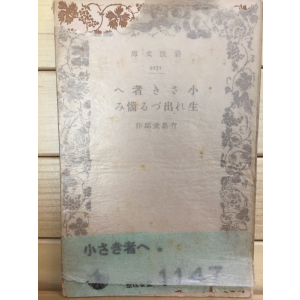 庫文波岩
4037
へ者きさ小
み悩るづ出れ生
作郎武島有
小さき者へ
1147